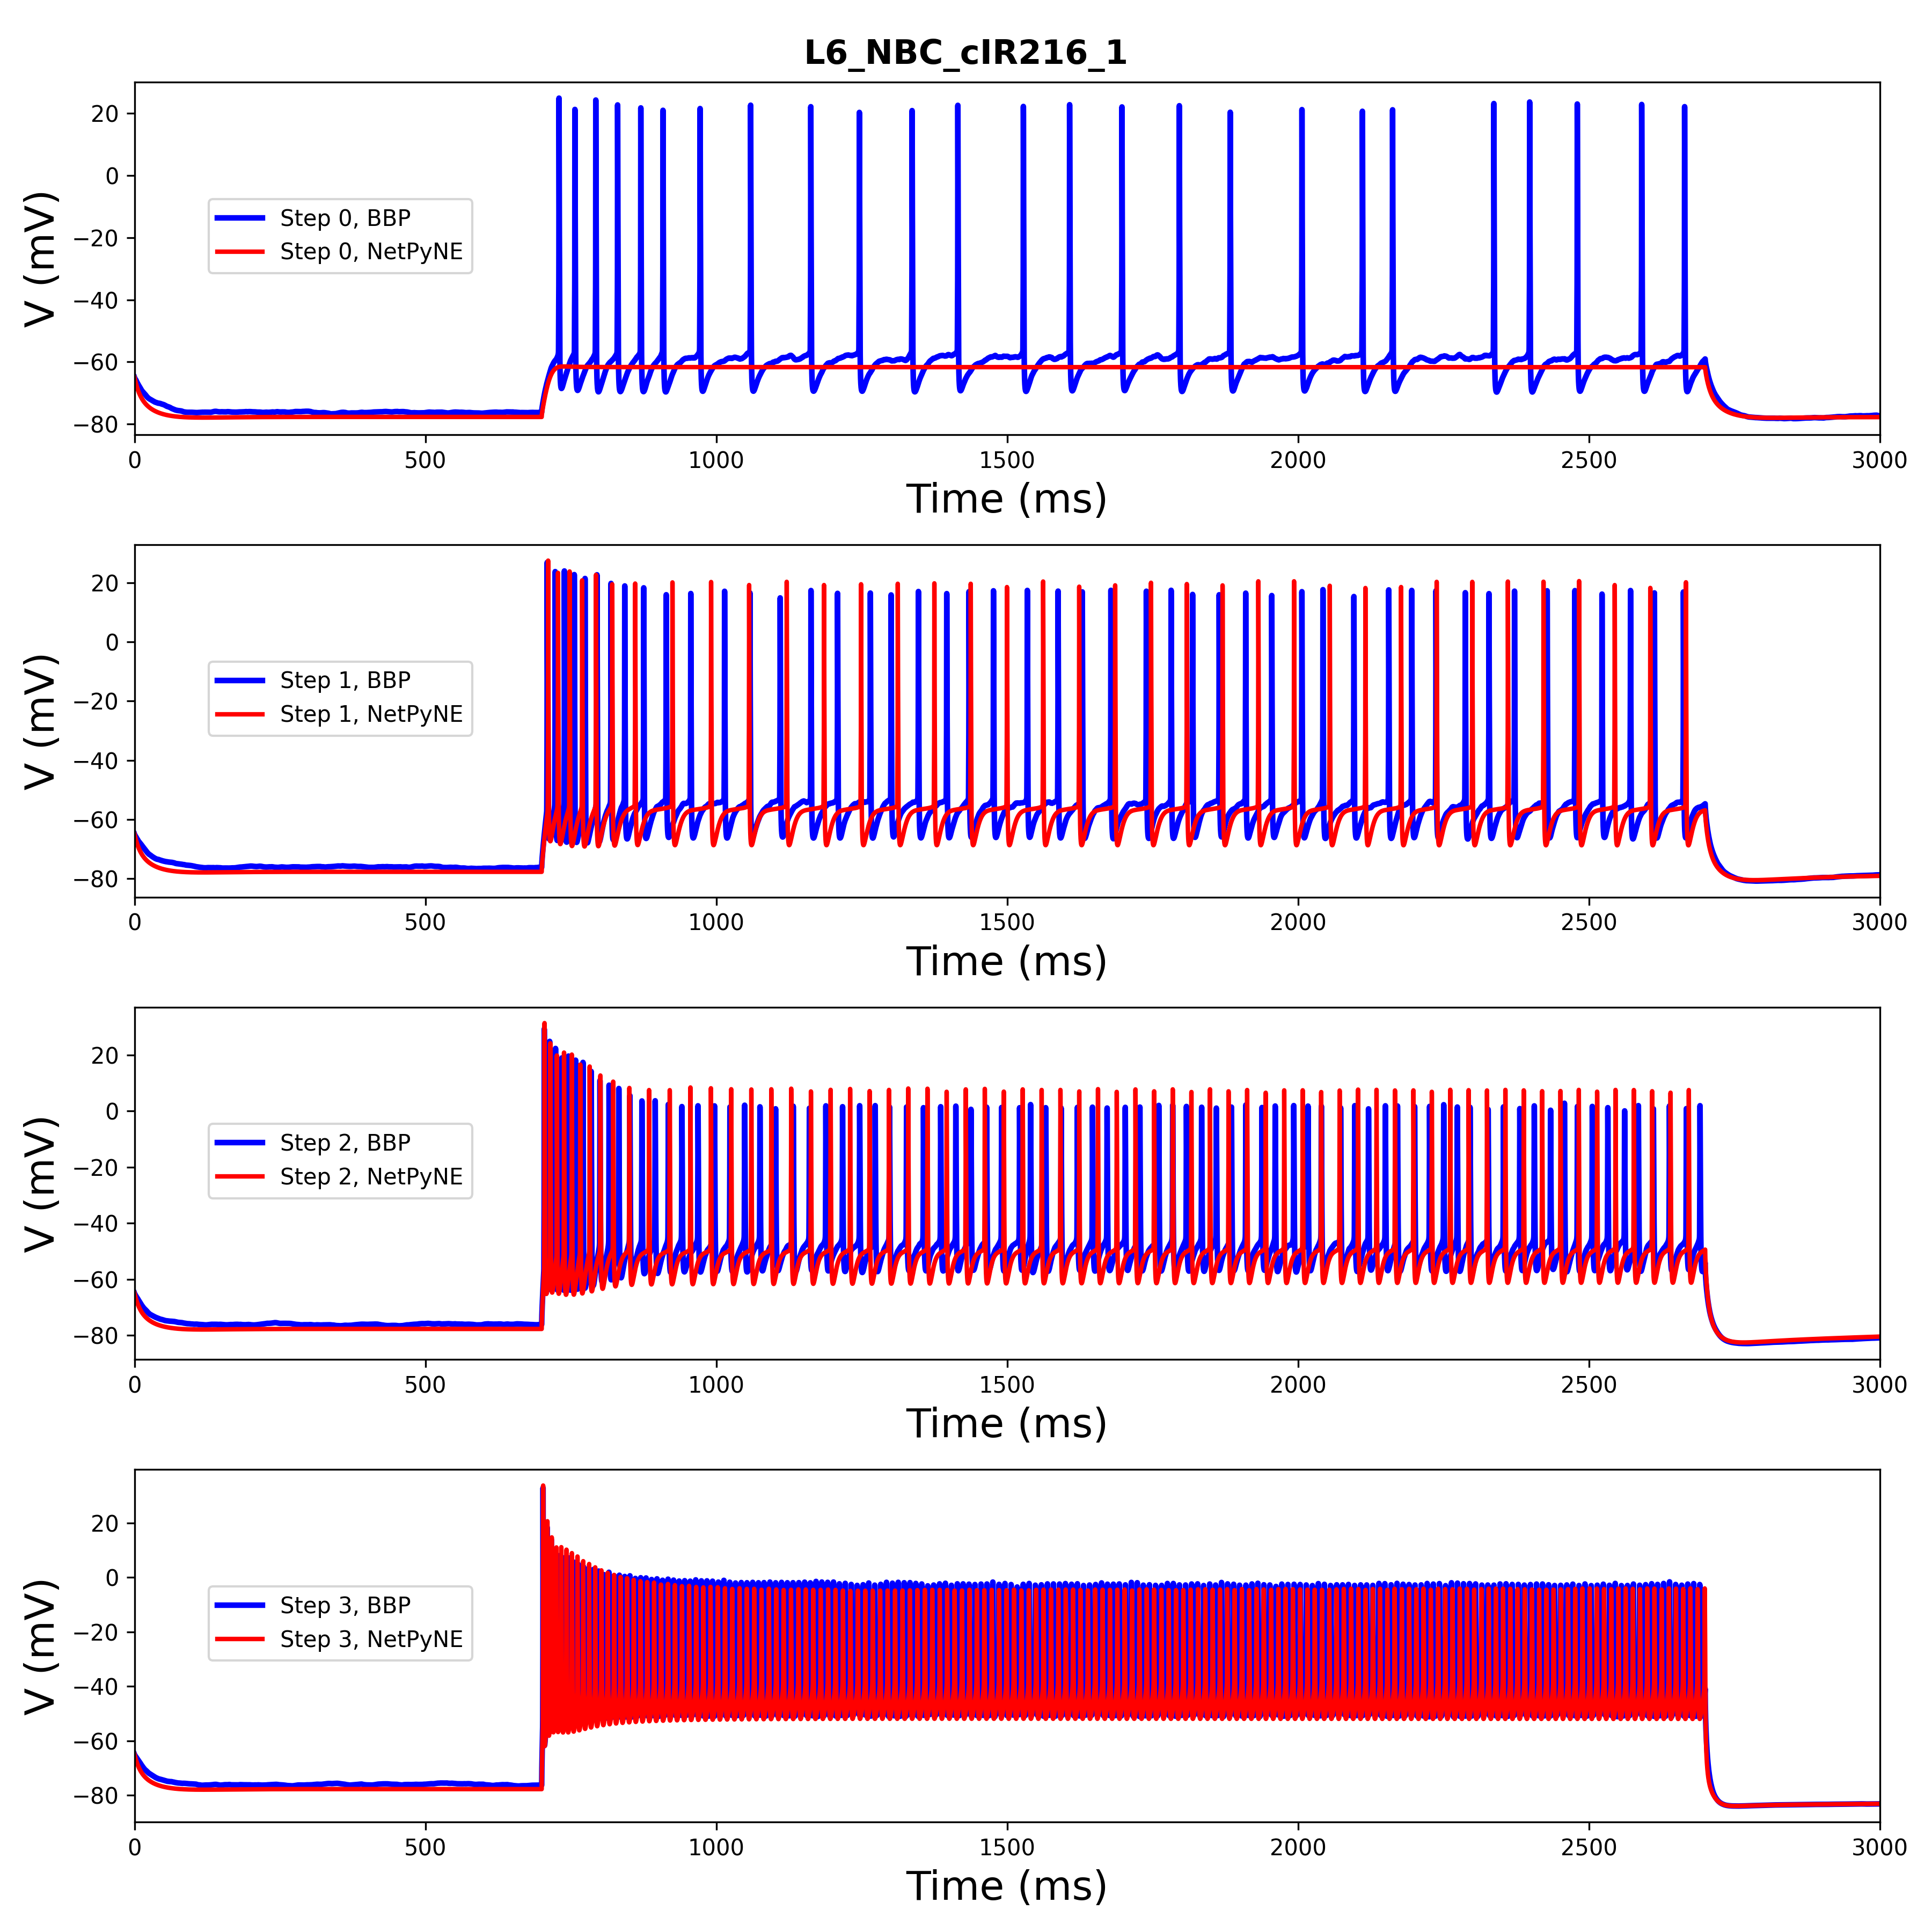 L6_NBC_cIR216_1
20
0
−20
−40
−60
−80
V (mV)
Step 0, BBP
Step 0, NetPyNE
0 500 1000 1500 2000 2500 3000
Time (ms)
20
0
−20
−40
−60
−80
V (mV)
Step 1, BBP
Step 1, NetPyNE
0 500 1000 1500 2000 2500 3000
Time (ms)
20
0
−20
−40
−60
−80
V (mV)
Step 2, BBP
Step 2, NetPyNE
0 500 1000 1500 2000 2500 3000
Time (ms)
20
0
−20
−40
−60
−80
V (mV)
Step 3, BBP
Step 3, NetPyNE
0 500 1000 1500 2000 2500 3000
Time (ms)